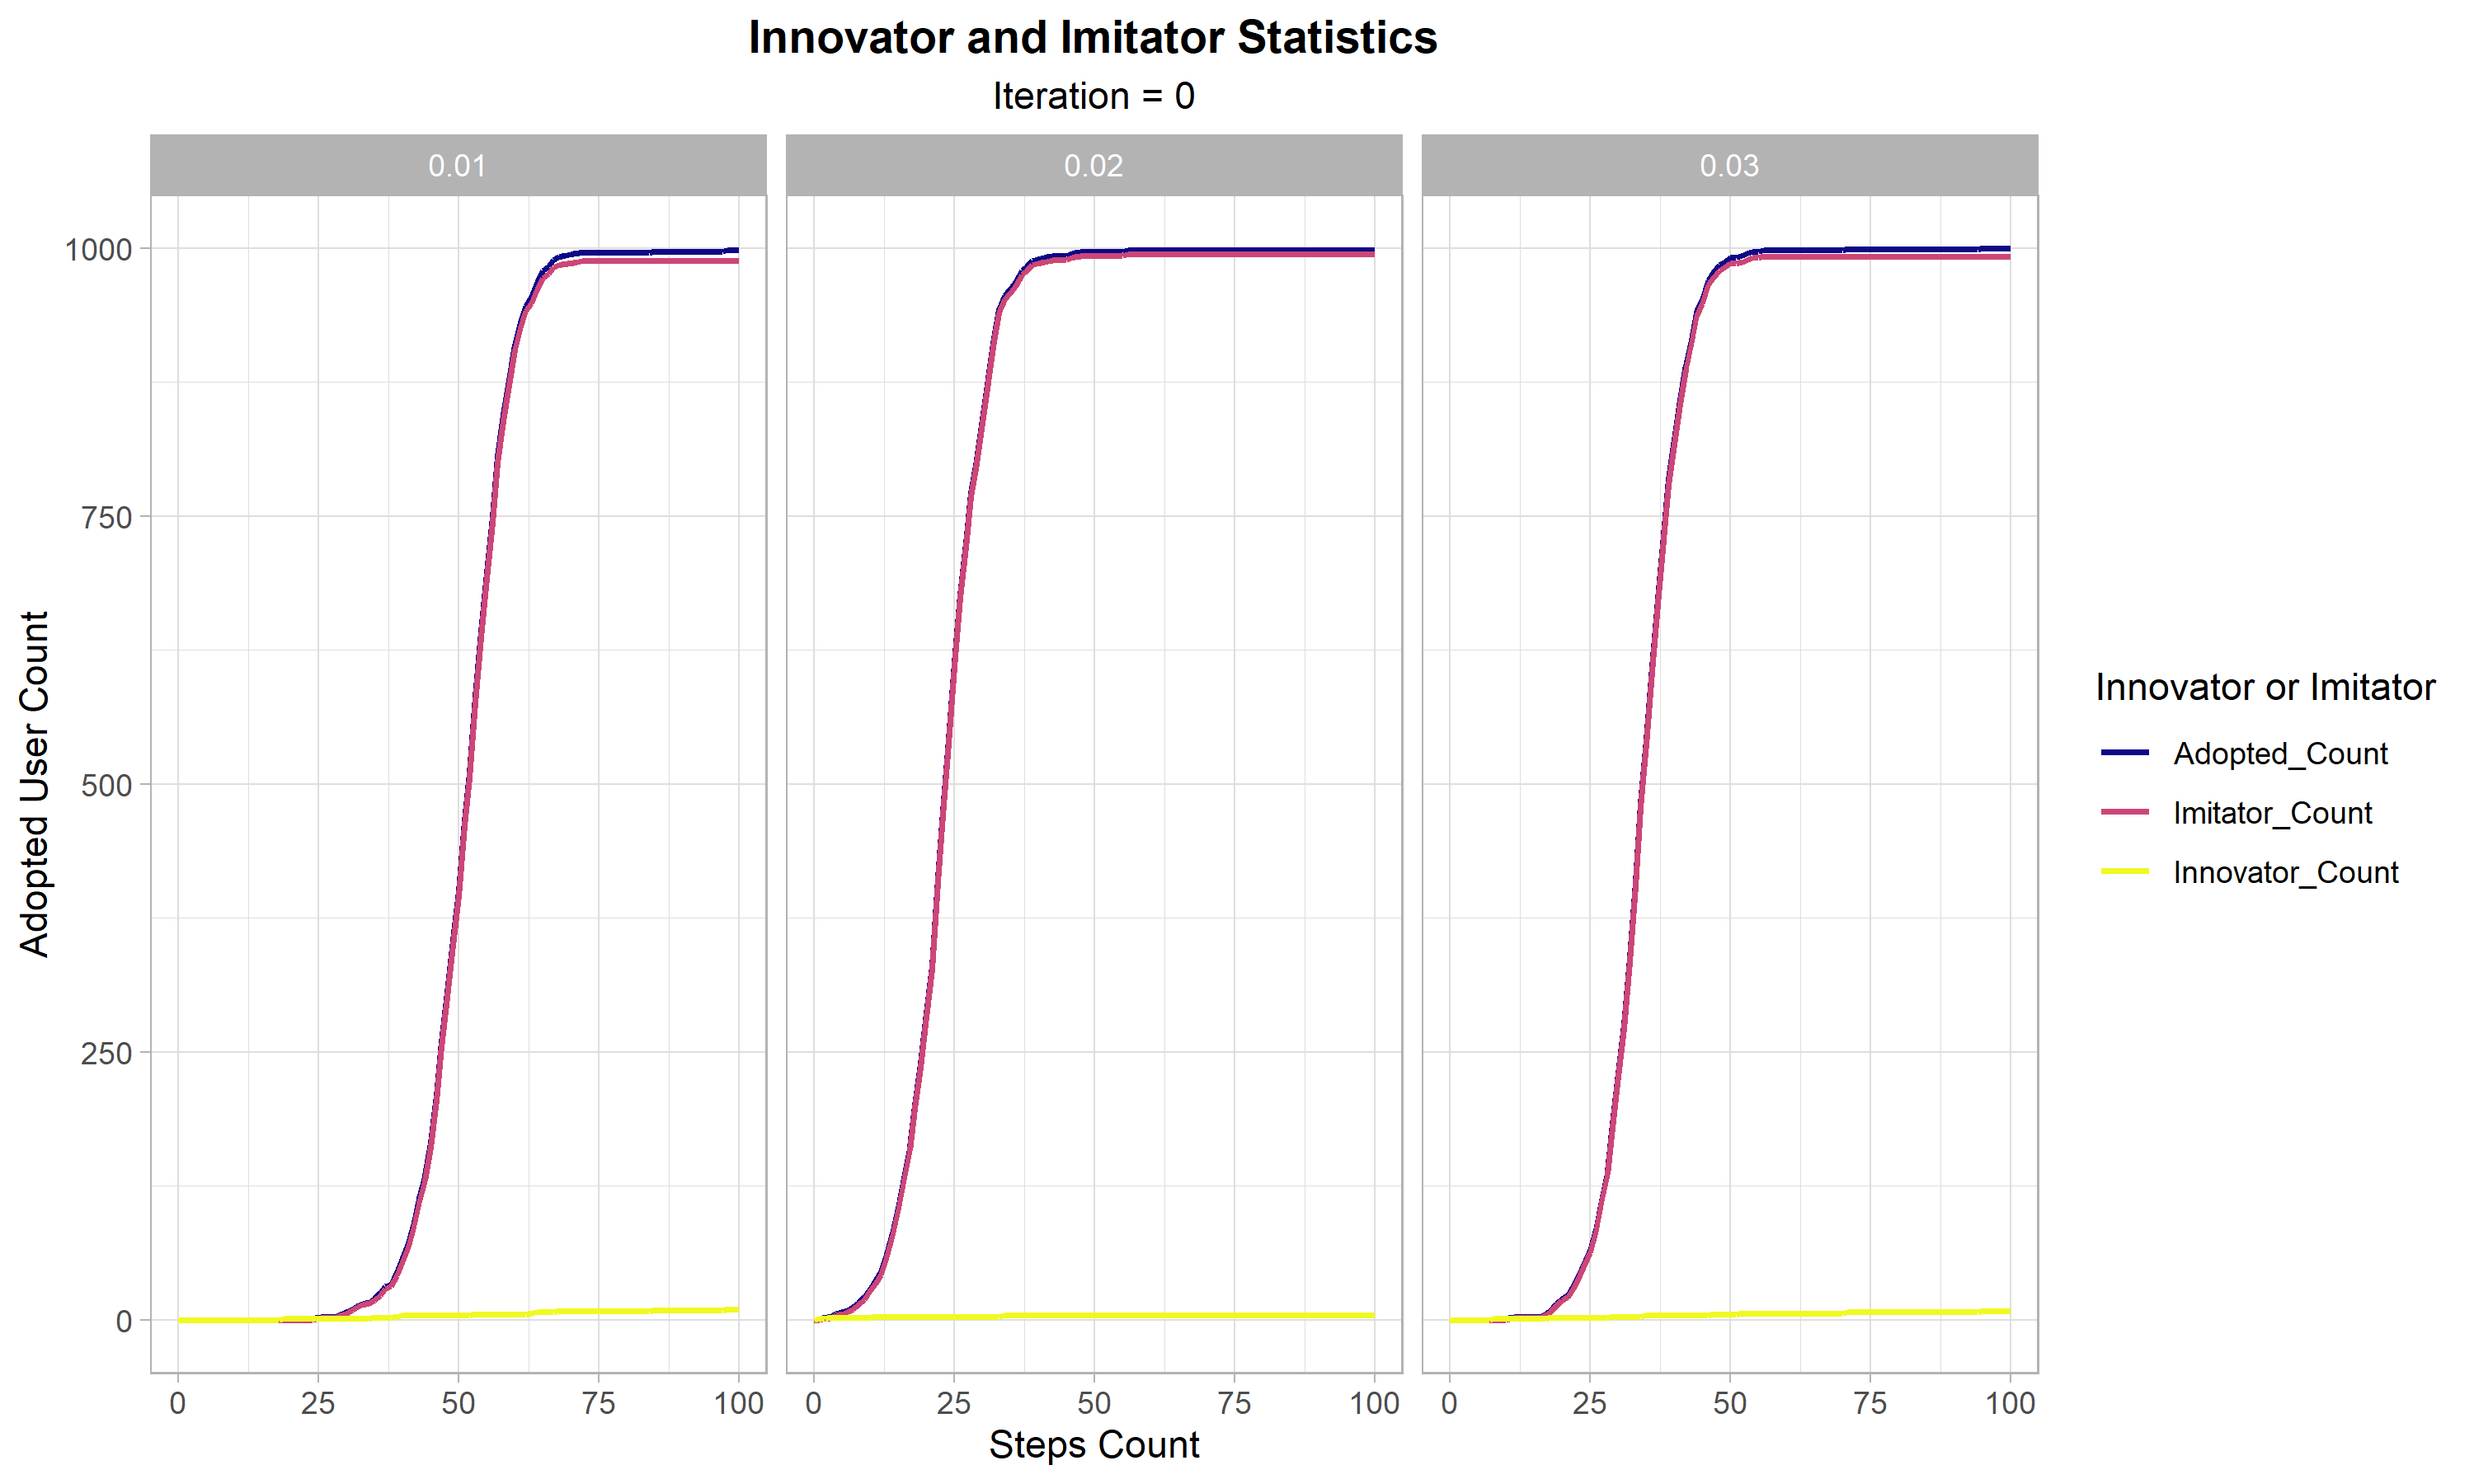 Innovator and Imitator Statistics
Iteration = 0
0.01 0.02 0.03
1000
750
500
250
0
Adopted User Count
0 25 50 75 100 0 25 50 75 100 0 25 50 75 100
Steps Count
Innovator or Imitator
Adopted_Count
Imitator_Count
Innovator_Count